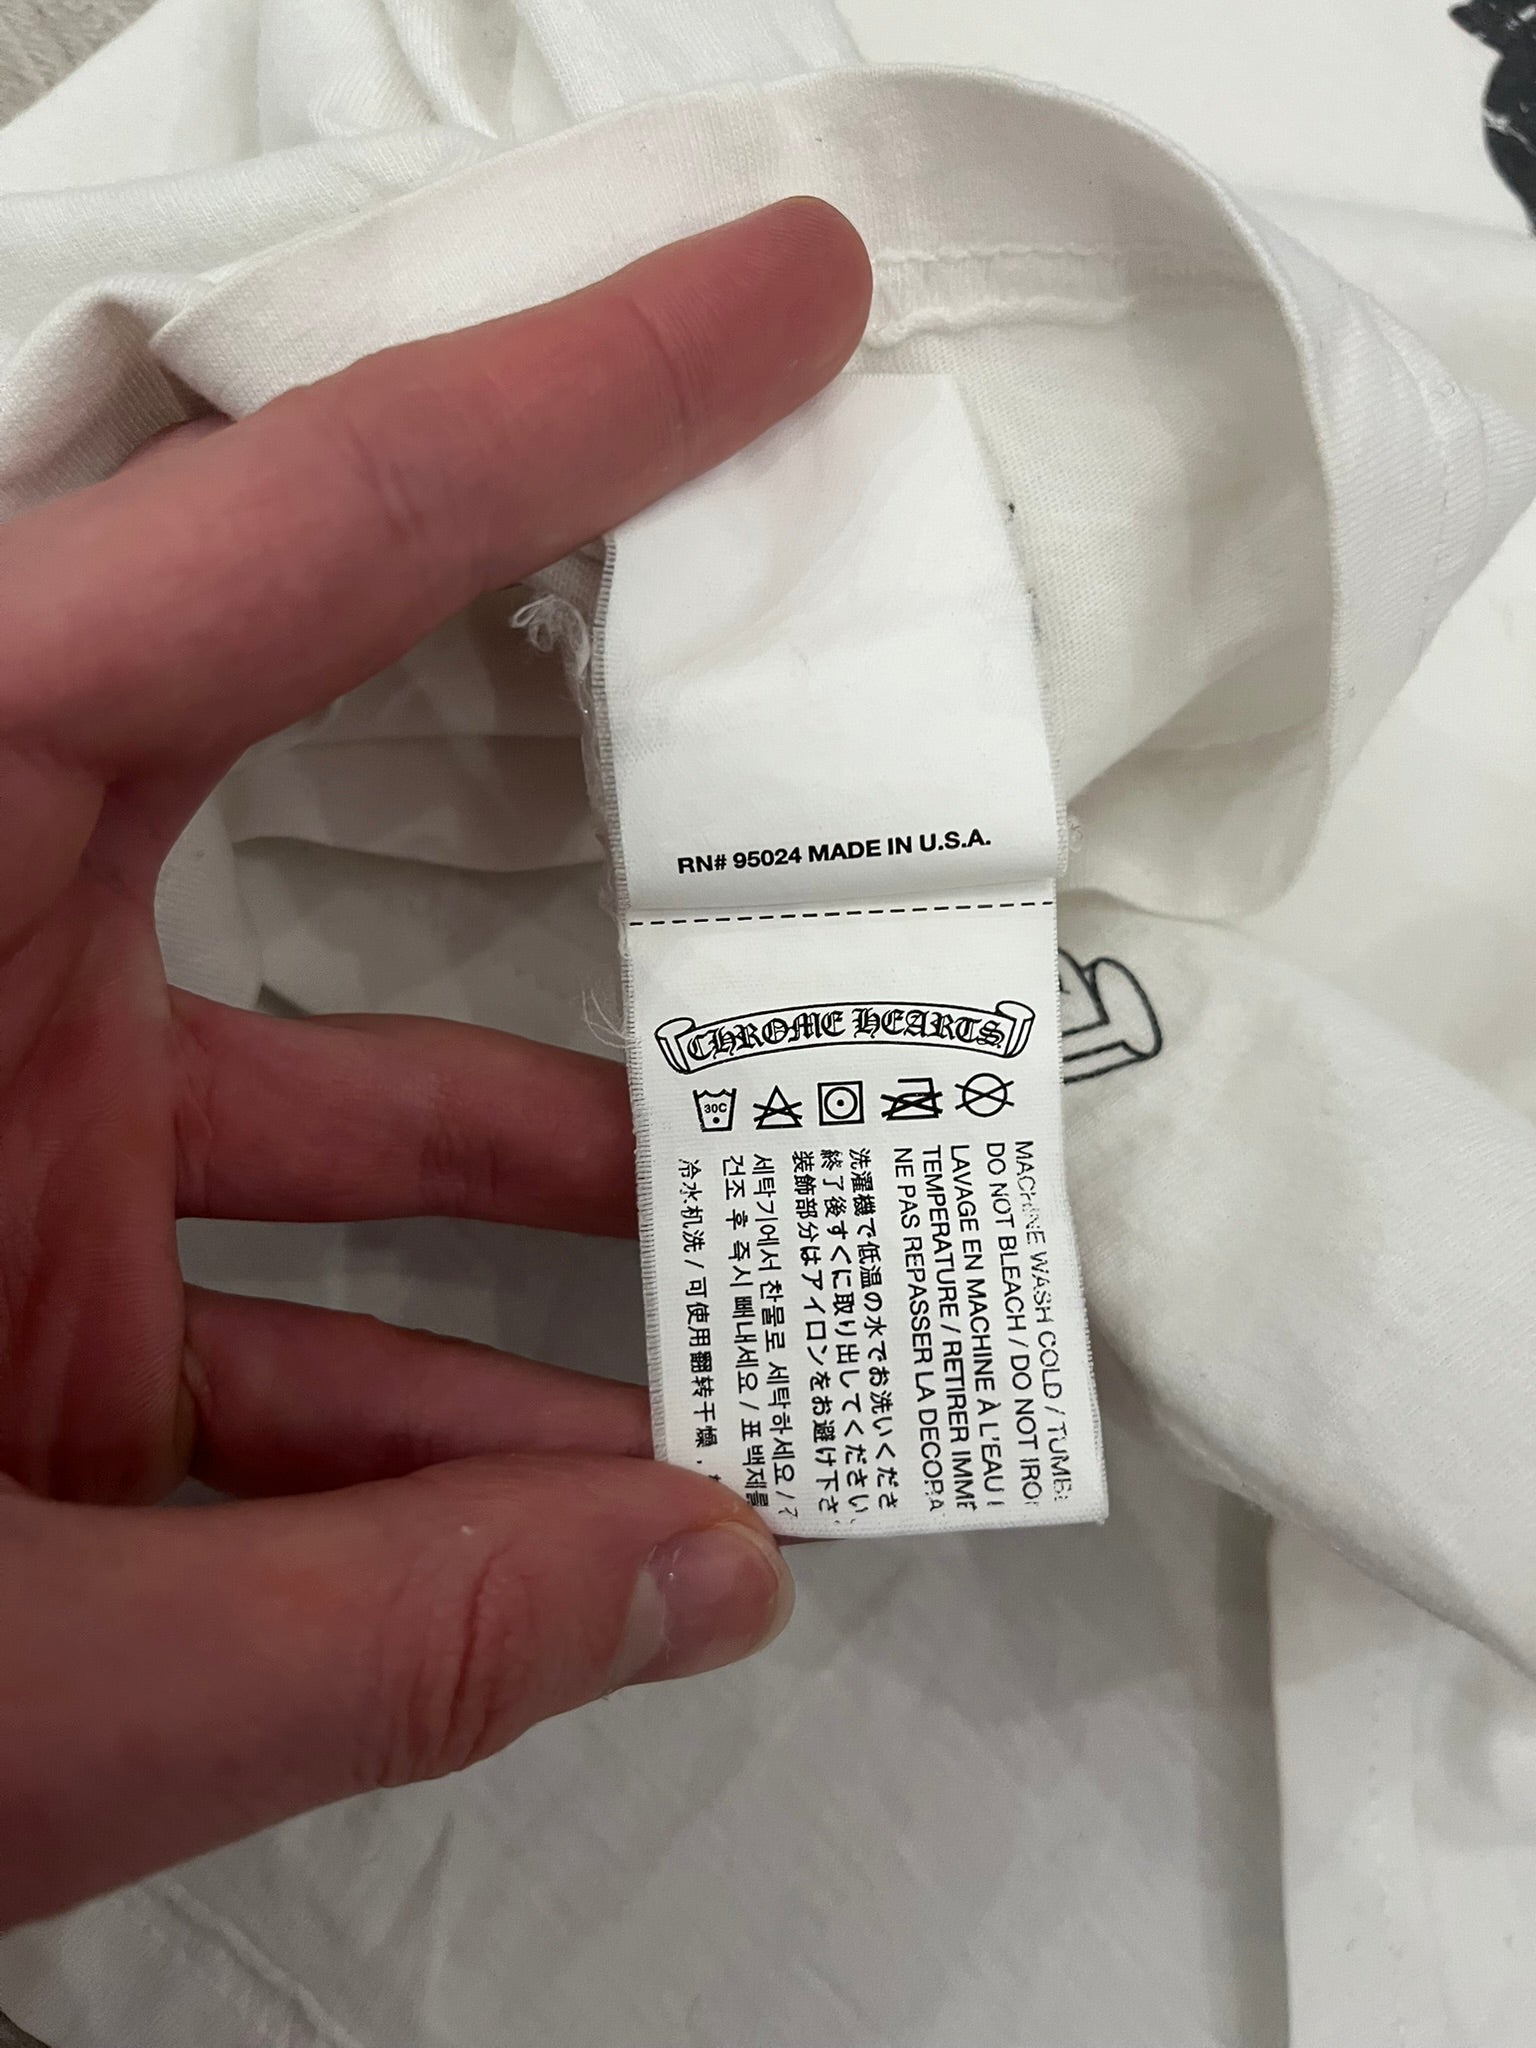 RN# 95024 MADE IN U.S.A.
CHROME HEARTS
30C
MACHINE WASH COLD /
DO NOT BLEACH / DO NOT
LAVAGE EN MACHINE À L'EAU
TEMPERATURE / RETIRER
NE PAS REPASSER LA
洗濯機で低温の水でお洗いくださ
終了後すぐに取り出してください、
装飾部分はアイロンをお避け下さ
세탁기에서 찬물로 세탁하세요 /
건조 후 즉시 빼내세요 / 표백제를
冷水机洗 / 可使用翻转干燥，